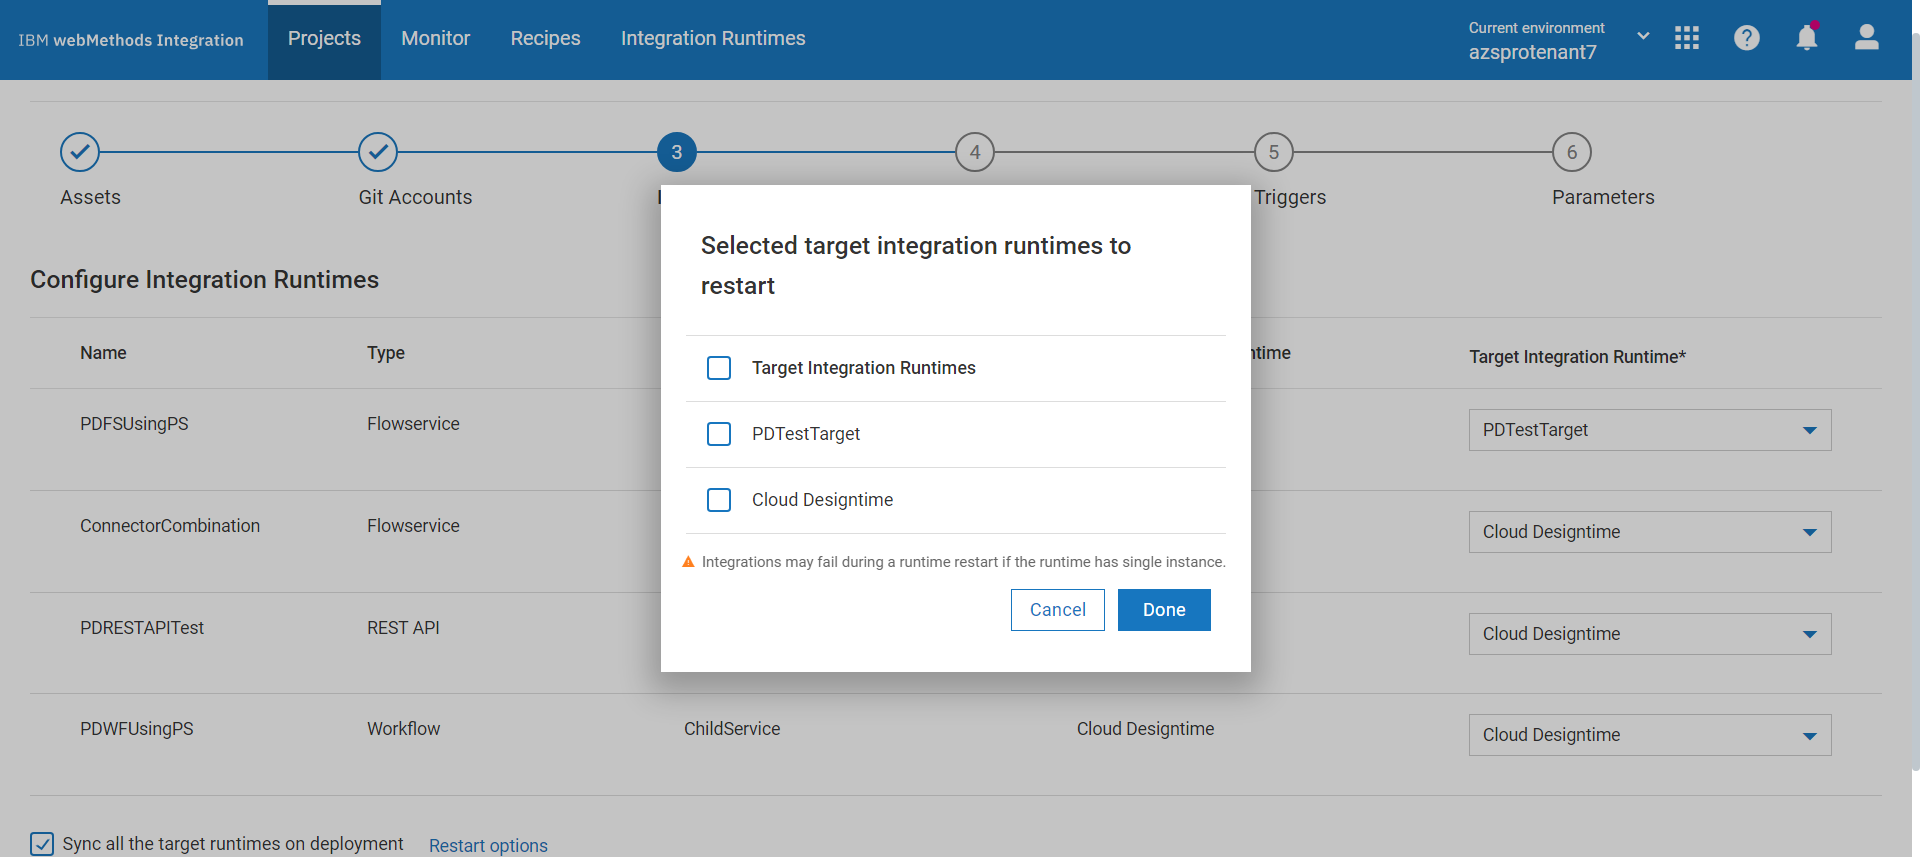 IBM webMethods Integration
Projects
Monitor
Recipes
Integration Runtimes
Current environment
azsprotenant7
3
4
5
6
Assets
Git Accounts
Triggers
Parameters
Configure Integration Runtimes
Selected target integration runtimes to
restart
Name
Type
Target Integration Runtime*
Target Integration Runtimes
PDFSUsingPS
Flowservice
PDTestTarget
PDTestTarget
Cloud Designtime
ConnectorCombination
Flowservice
Cloud Designtime
Integrations may fail during a runtime restart if the runtime has single instance.
Cancel
Done
PDRESTAPITest
REST API
Cloud Designtime
PDWFUsingPS
Workflow
ChildService
Cloud Designtime
Cloud Designtime
Sync all the target runtimes on deployment
Restart options